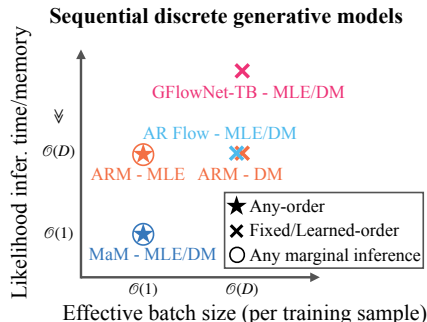 Sequential discrete generative models
Likelihood infer. time/memory
≫
GFlowNet-TB - MLE/DM
AR Flow - MLE/DM
𝒪(D)
ARM - MLE
ARM - DM
★ Any-order
× Fixed/Learned-order
○ Any marginal inference
𝒪(1)
MaM - MLE/DM
𝒪(1)
𝒪(D)
Effective batch size (per training sample)